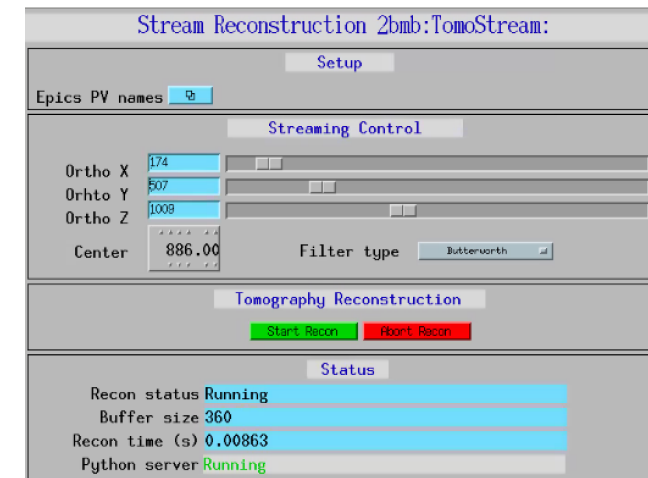 Stream Reconstruction 2bmb:TomoStream:
Setup
Epics PV names
Streaming Control
Ortho X 174
Orhto Y 507
Ortho Z 1009
Center 886.00 Filter type Butterworth
Tomography Reconstruction
Start Recon Abort Recon
Status
Recon status Running
Buffer size 360
Recon time (s) 0.00863
Python server Running